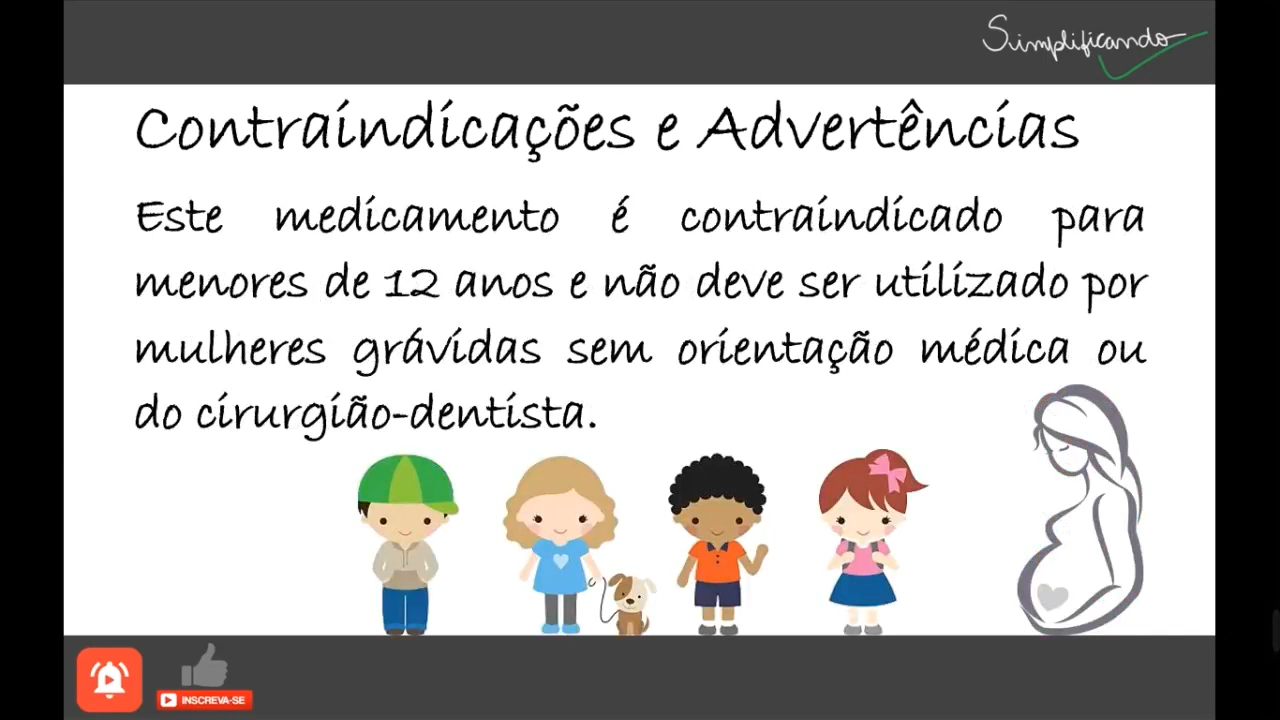 Simplificando
Contraindicações e Advertências
Este medicamento é contraindicado para
menores de 12 anos e não deve ser utilizado por
mulheres grávidas sem orientação médica ou
do cirurgião-dentista.
INSCREVA-SE